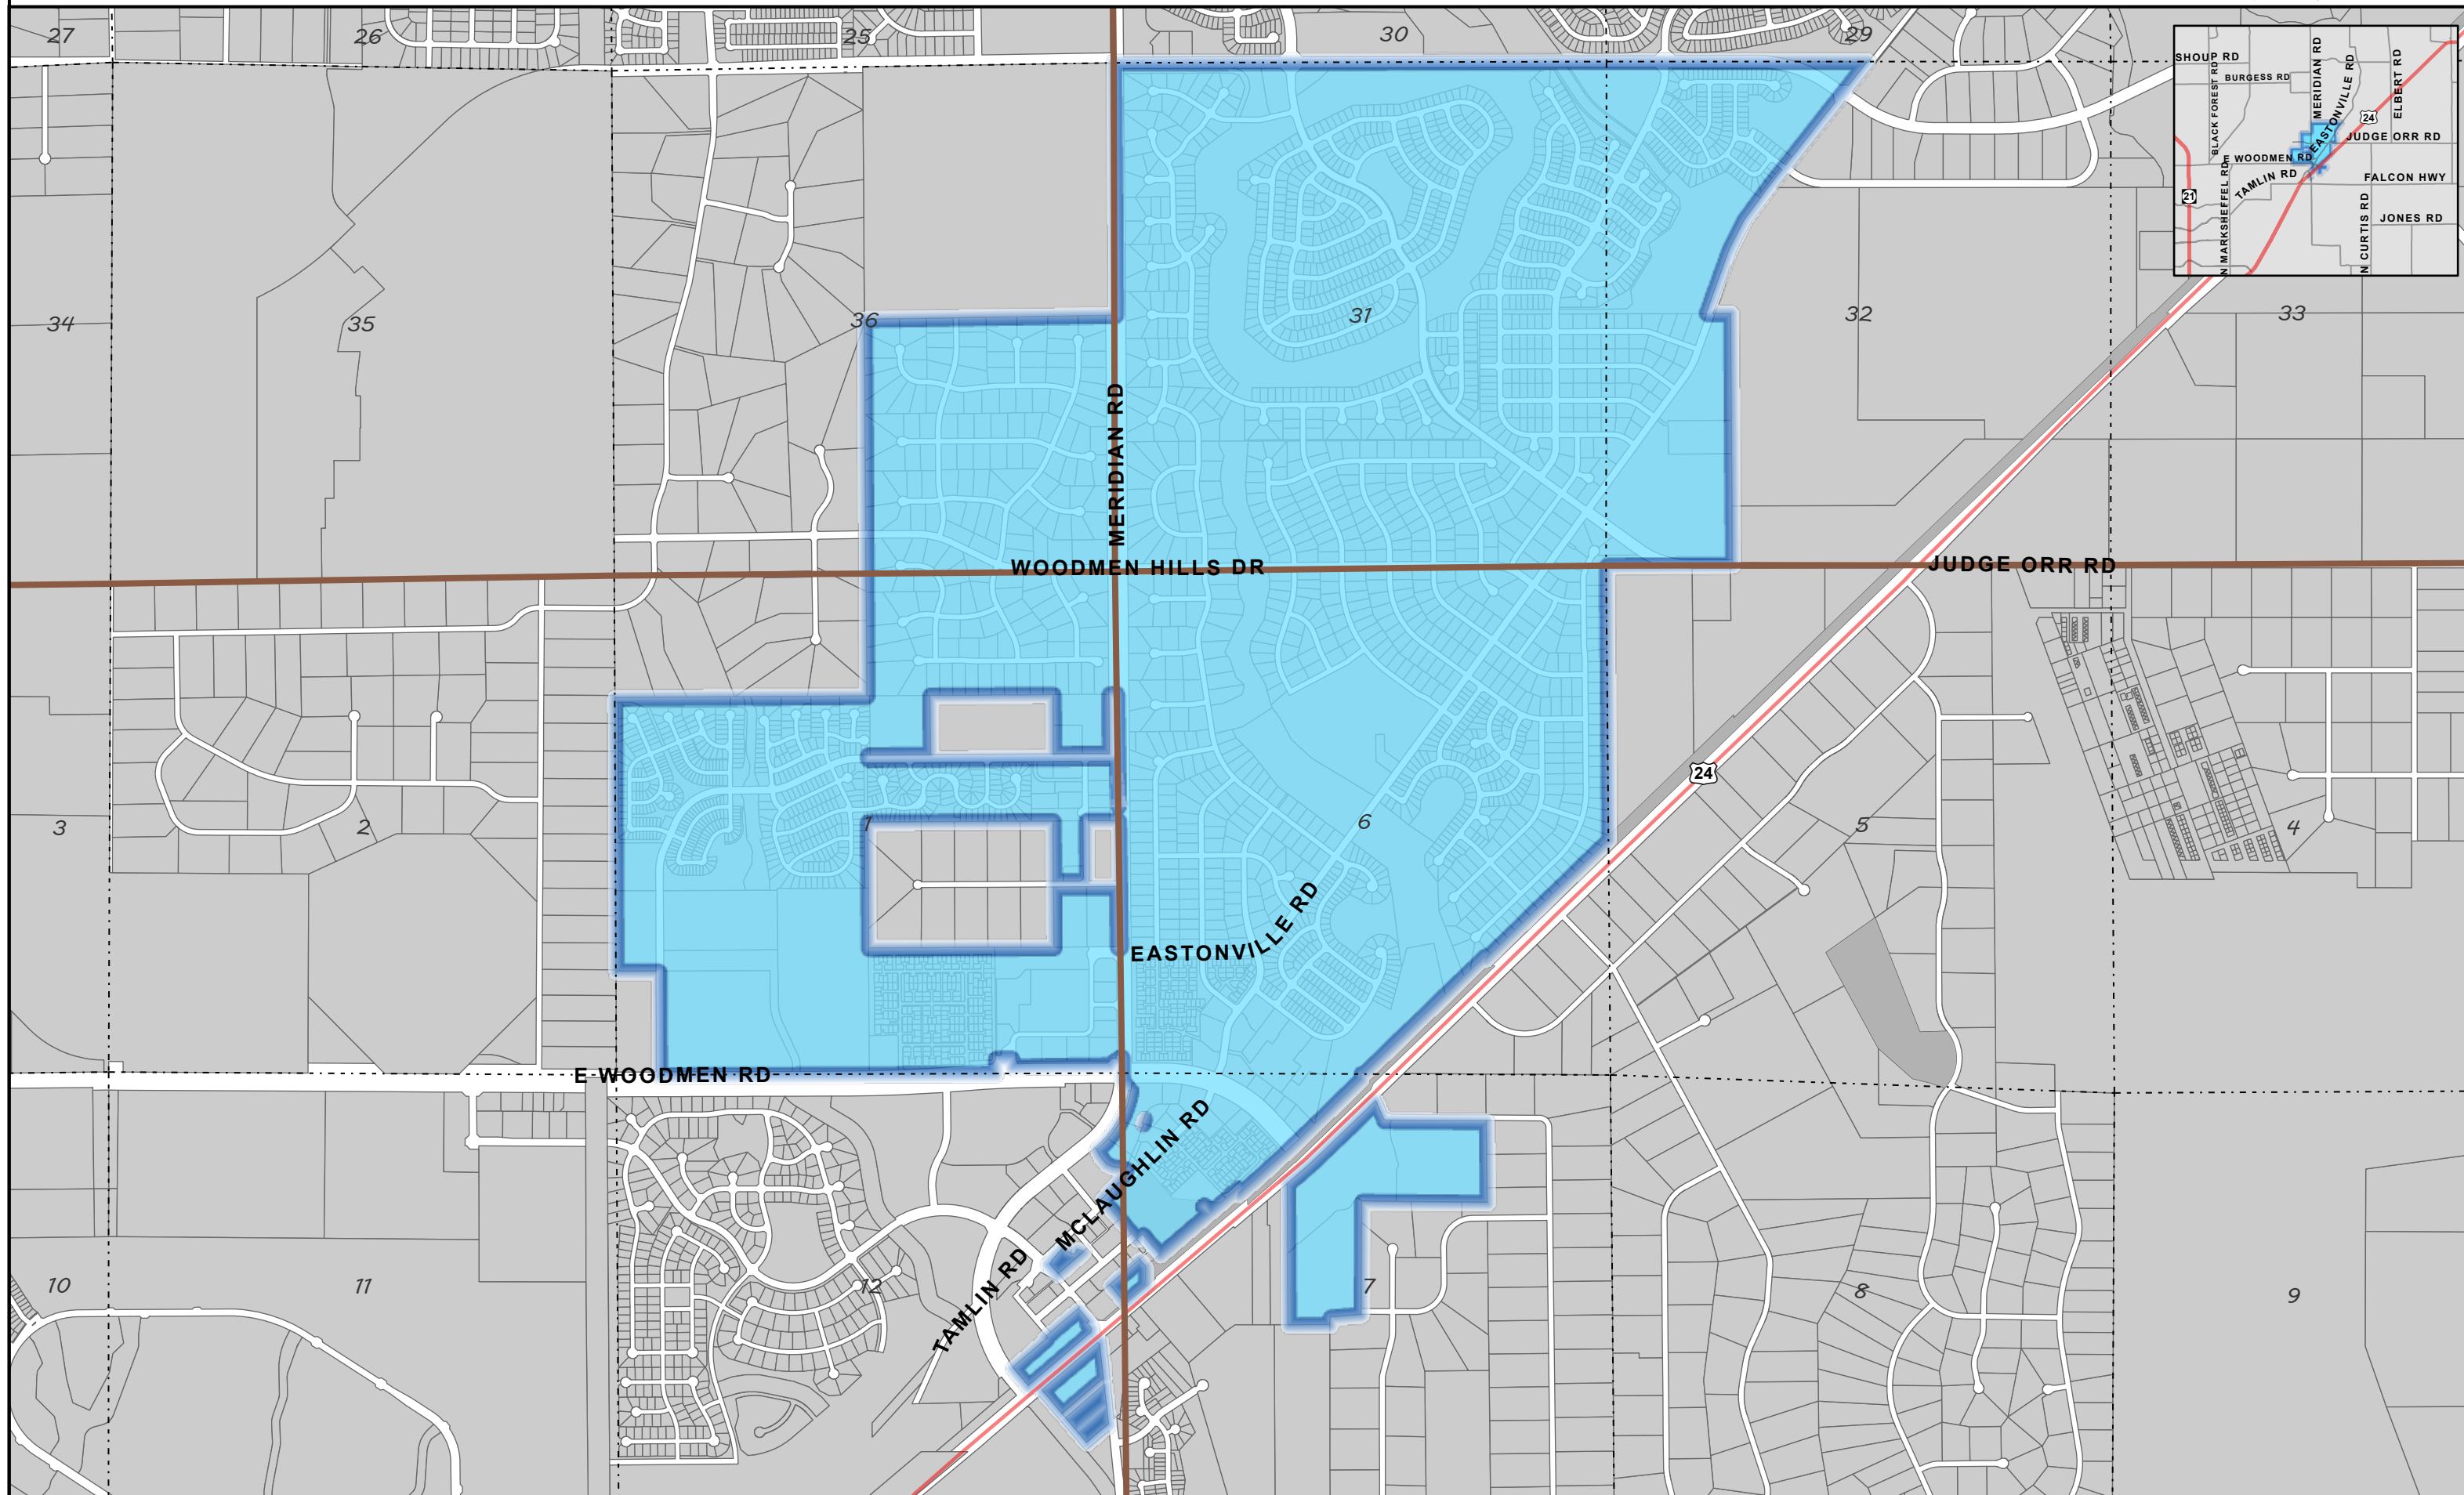 27
26
25
30
29
SHOUP RD
BURGESS RD
BLACK FOREST RD
MERIDIAN RD
EASTONVILLE RD
ELBERT RD
24
JUDGE ORR RD
E WOODMEN RD
TAMLIN RD
FALCON HWY
21
N MARKSHEFFEL RD
N CURTIS RD
JONES RD
34
35
36
31
32
33
MERIDIAN RD
WOODMEN HILLS DR
JUDGE ORR RD
24
3
2
1
6
5
4
EASTONVILLE RD
E WOODMEN RD
MCLAUGHLIN RD
TAMLIN RD
10
11
12
7
8
9